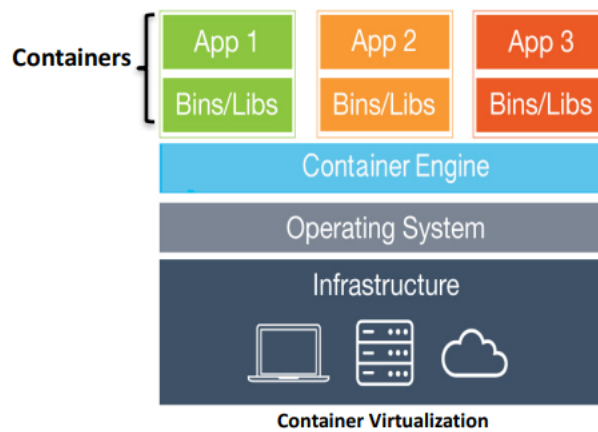 Containers
App 1
App 2
App 3
Bins/Libs
Bins/Libs
Bins/Libs
Container Engine
Operating System
Infrastructure
Container Virtualization